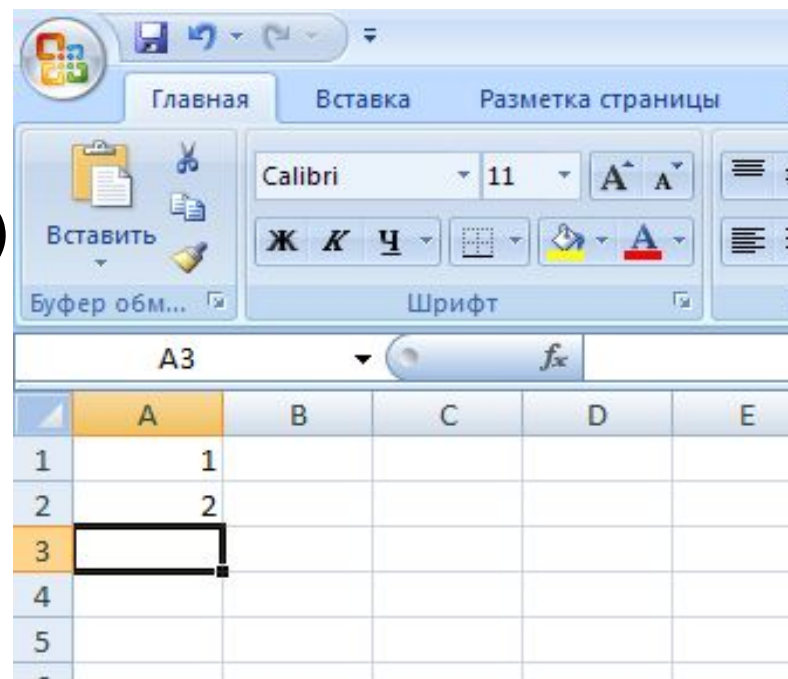 Главная Вставка Разметка страницы
Calibri 11 A A
Вставить
Ж К Ч A
Буфер обм... Шрифт
A3 fx
A B C D E
1 1
2 2
3
4
5